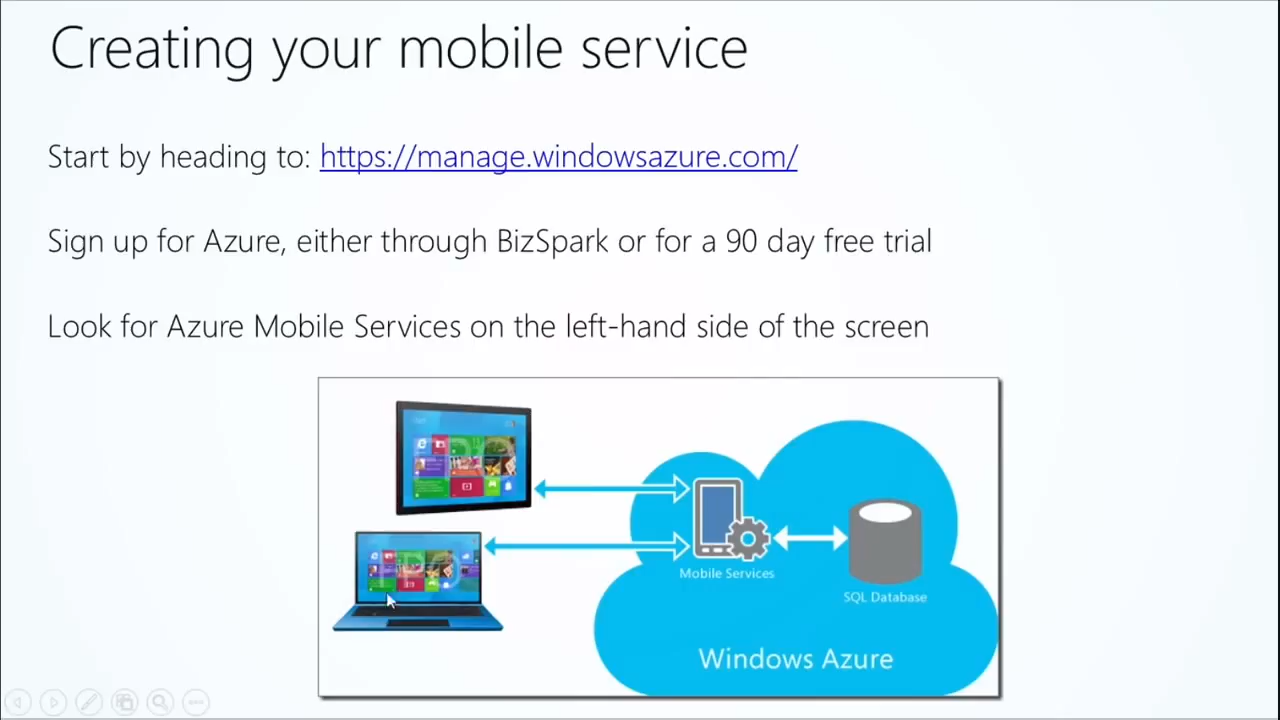 Creating your mobile service
Start by heading to: https://manage.windowsazure.com/
Sign up for Azure, either through BizSpark or for a 90 day free trial
Look for Azure Mobile Services on the left-hand side of the screen
Mobile Services
SQL Database
Windows Azure